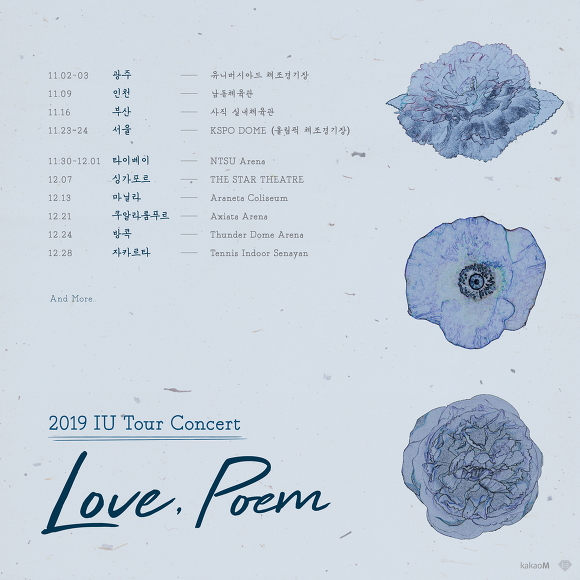 11.02-03 광주 — 유니버시아드 체조경기장
11.09 인천 — 남동체육관
11.16 부산 — 사직 실내체육관
11.23-24 서울 — KSPO DOME (올림픽 체조경기장)
11.30-12.01 타이베이 — NTSU Arena
12.07 싱가포르 — THE STAR THEATRE
12.13 마닐라 — Araneta Coliseum
12.21 쿠알라룸푸르 — Axiata Arena
12.24 방콕 — Thunder Dome Arena
12.28 자카르타 — Tennis Indoor Senayan
And More
2019 IU Tour Concert
Love, Poem
kakaoM